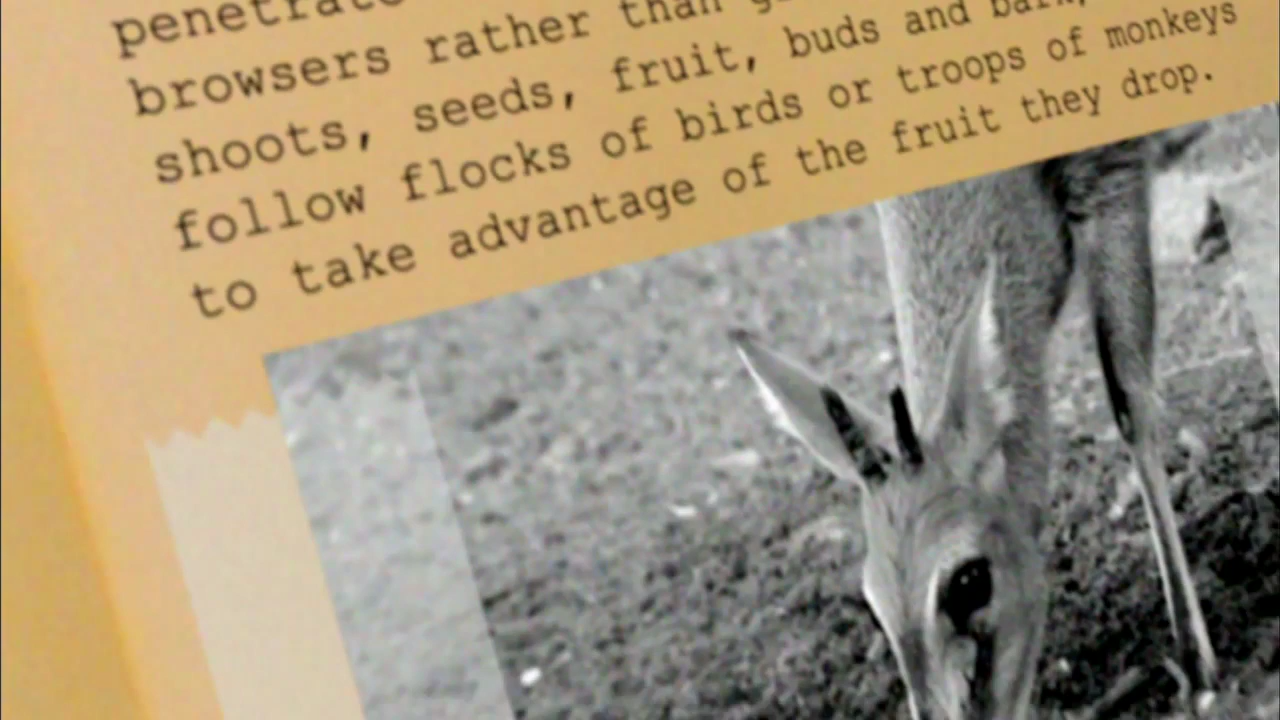 browsers rather than
shoots, seeds, fruit, buds and bark,
follow flocks of birds or troops of monkeys
to take advantage of the fruit they drop.